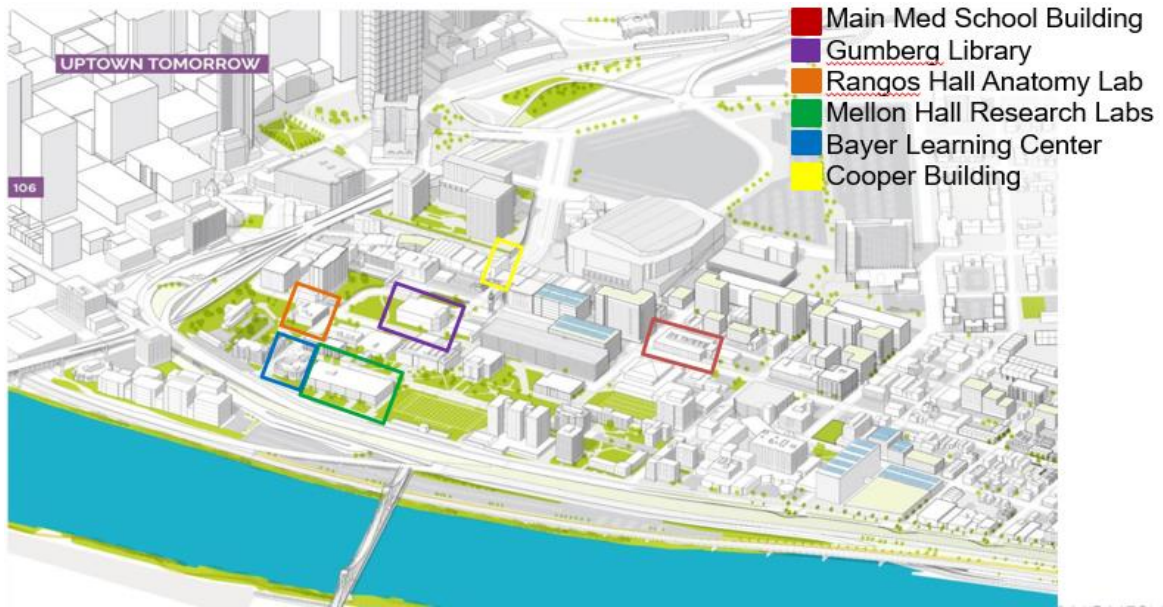 UPTOWN TOMORROW
106
Main Med School Building
Gumberg Library
Rangos Hall Anatomy Lab
Mellon Hall Research Labs
Bayer Learning Center
Cooper Building